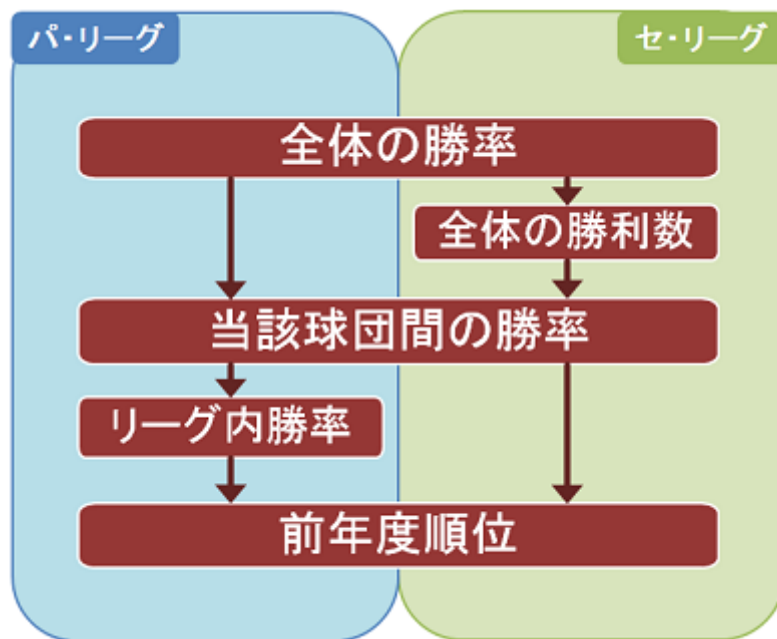 パ・リーグ
セ・リーグ
全体の勝率
全体の勝利数
当該球団間の勝率
リーグ内勝率
前年度順位